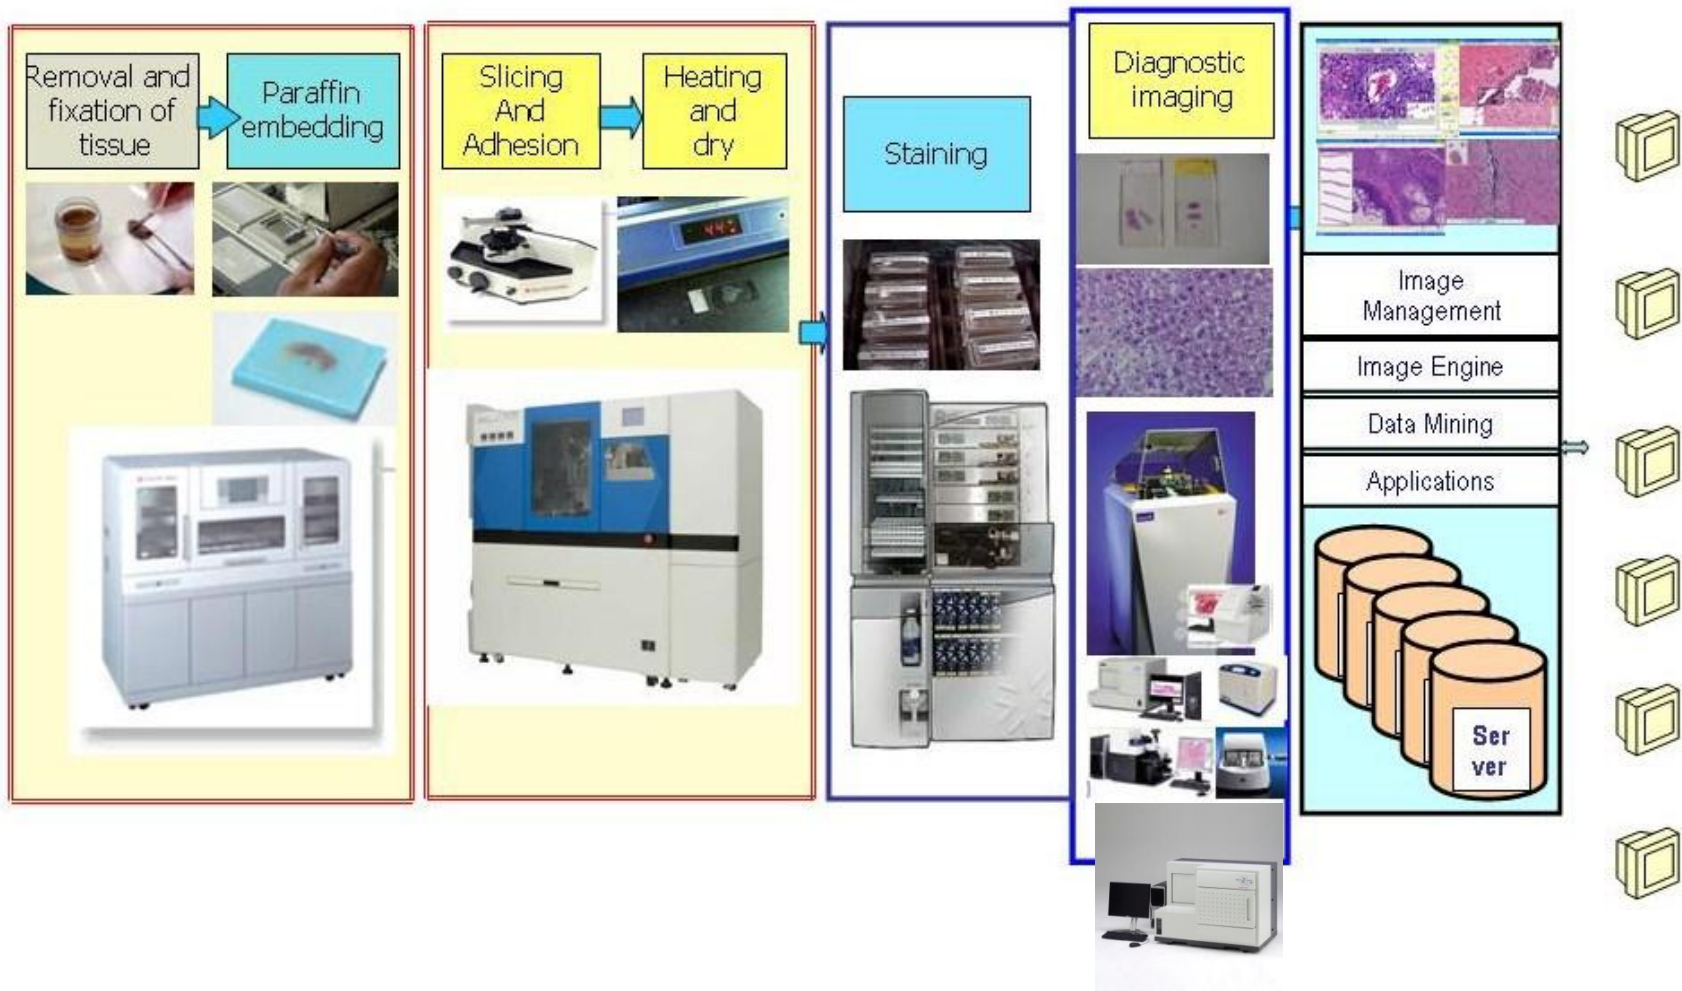 Removal and
fixation of
tissue
Paraffin
embedding
Slicing
And
Adhesion
Heating
and
dry
44
Staining
Diagnostic
imaging
Image
Management
Image Engine
Data Mining
Applications
Ser
ver